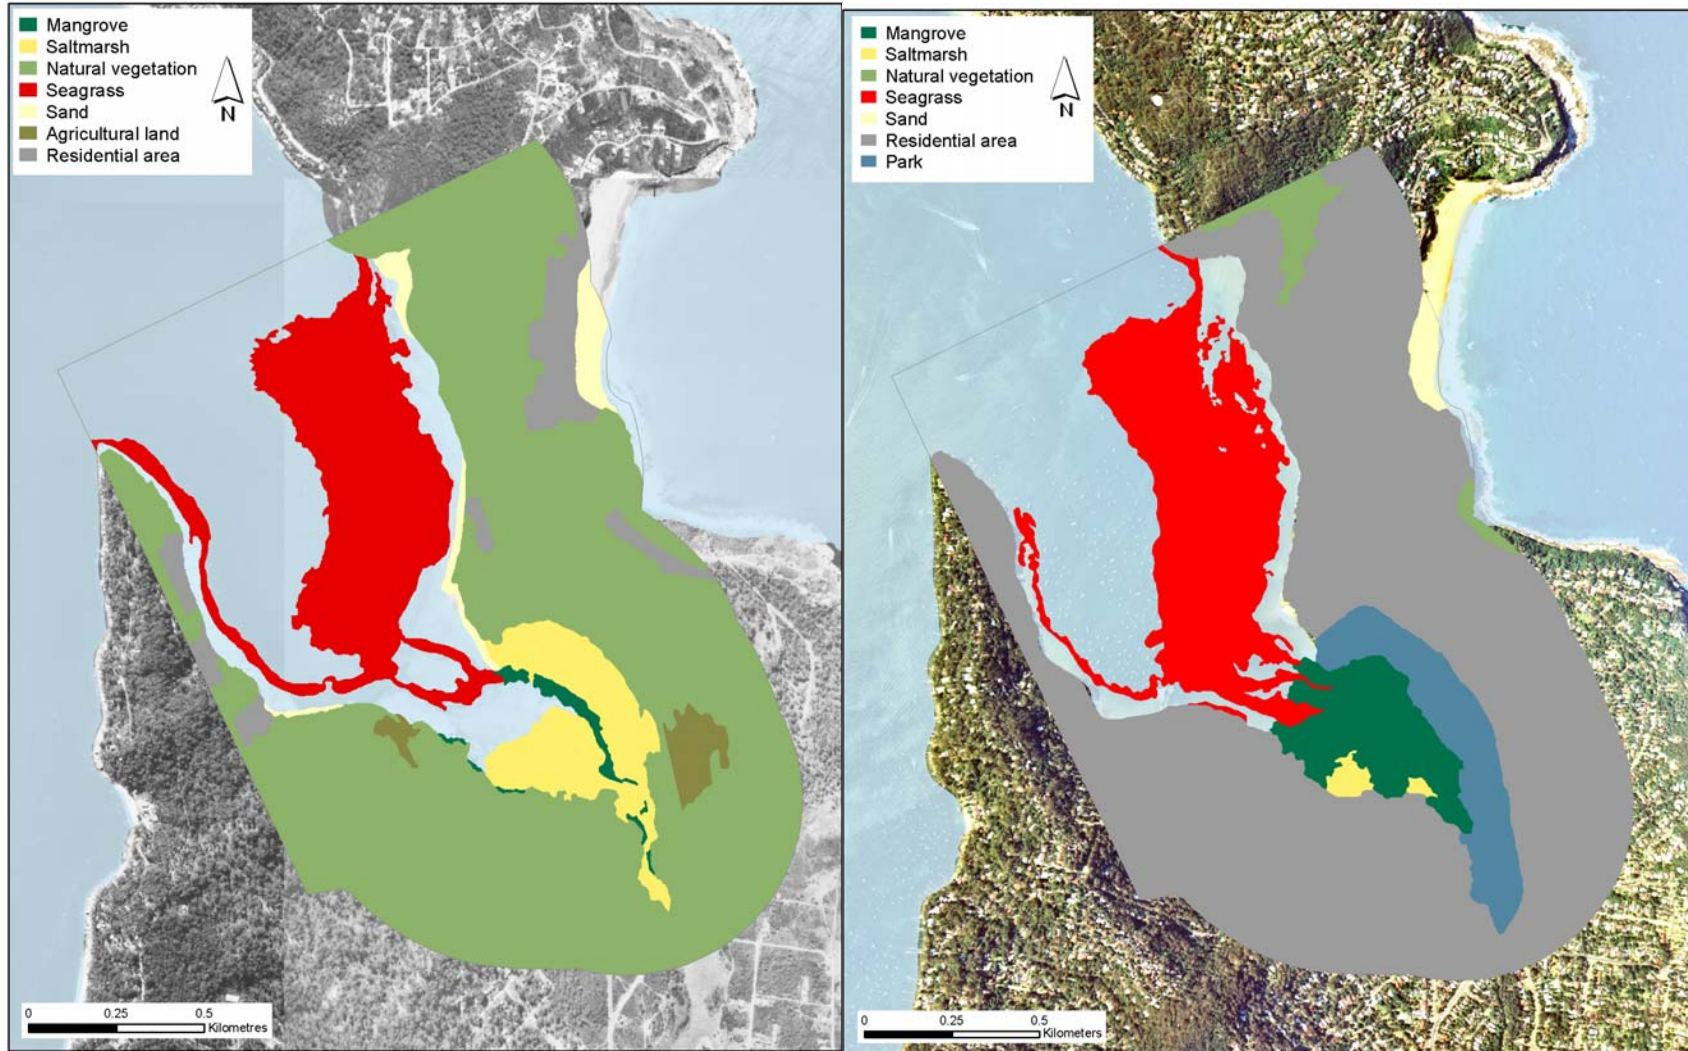 Mangrove
Saltmarsh
Natural vegetation
Seagrass
Sand
Agricultural land
Residential area
N
0 0.25 0.5
Kilometres
Mangrove
Saltmarsh
Natural vegetation
Seagrass
Sand
Residential area
Park
N
0 0.25 0.5
Kilometers